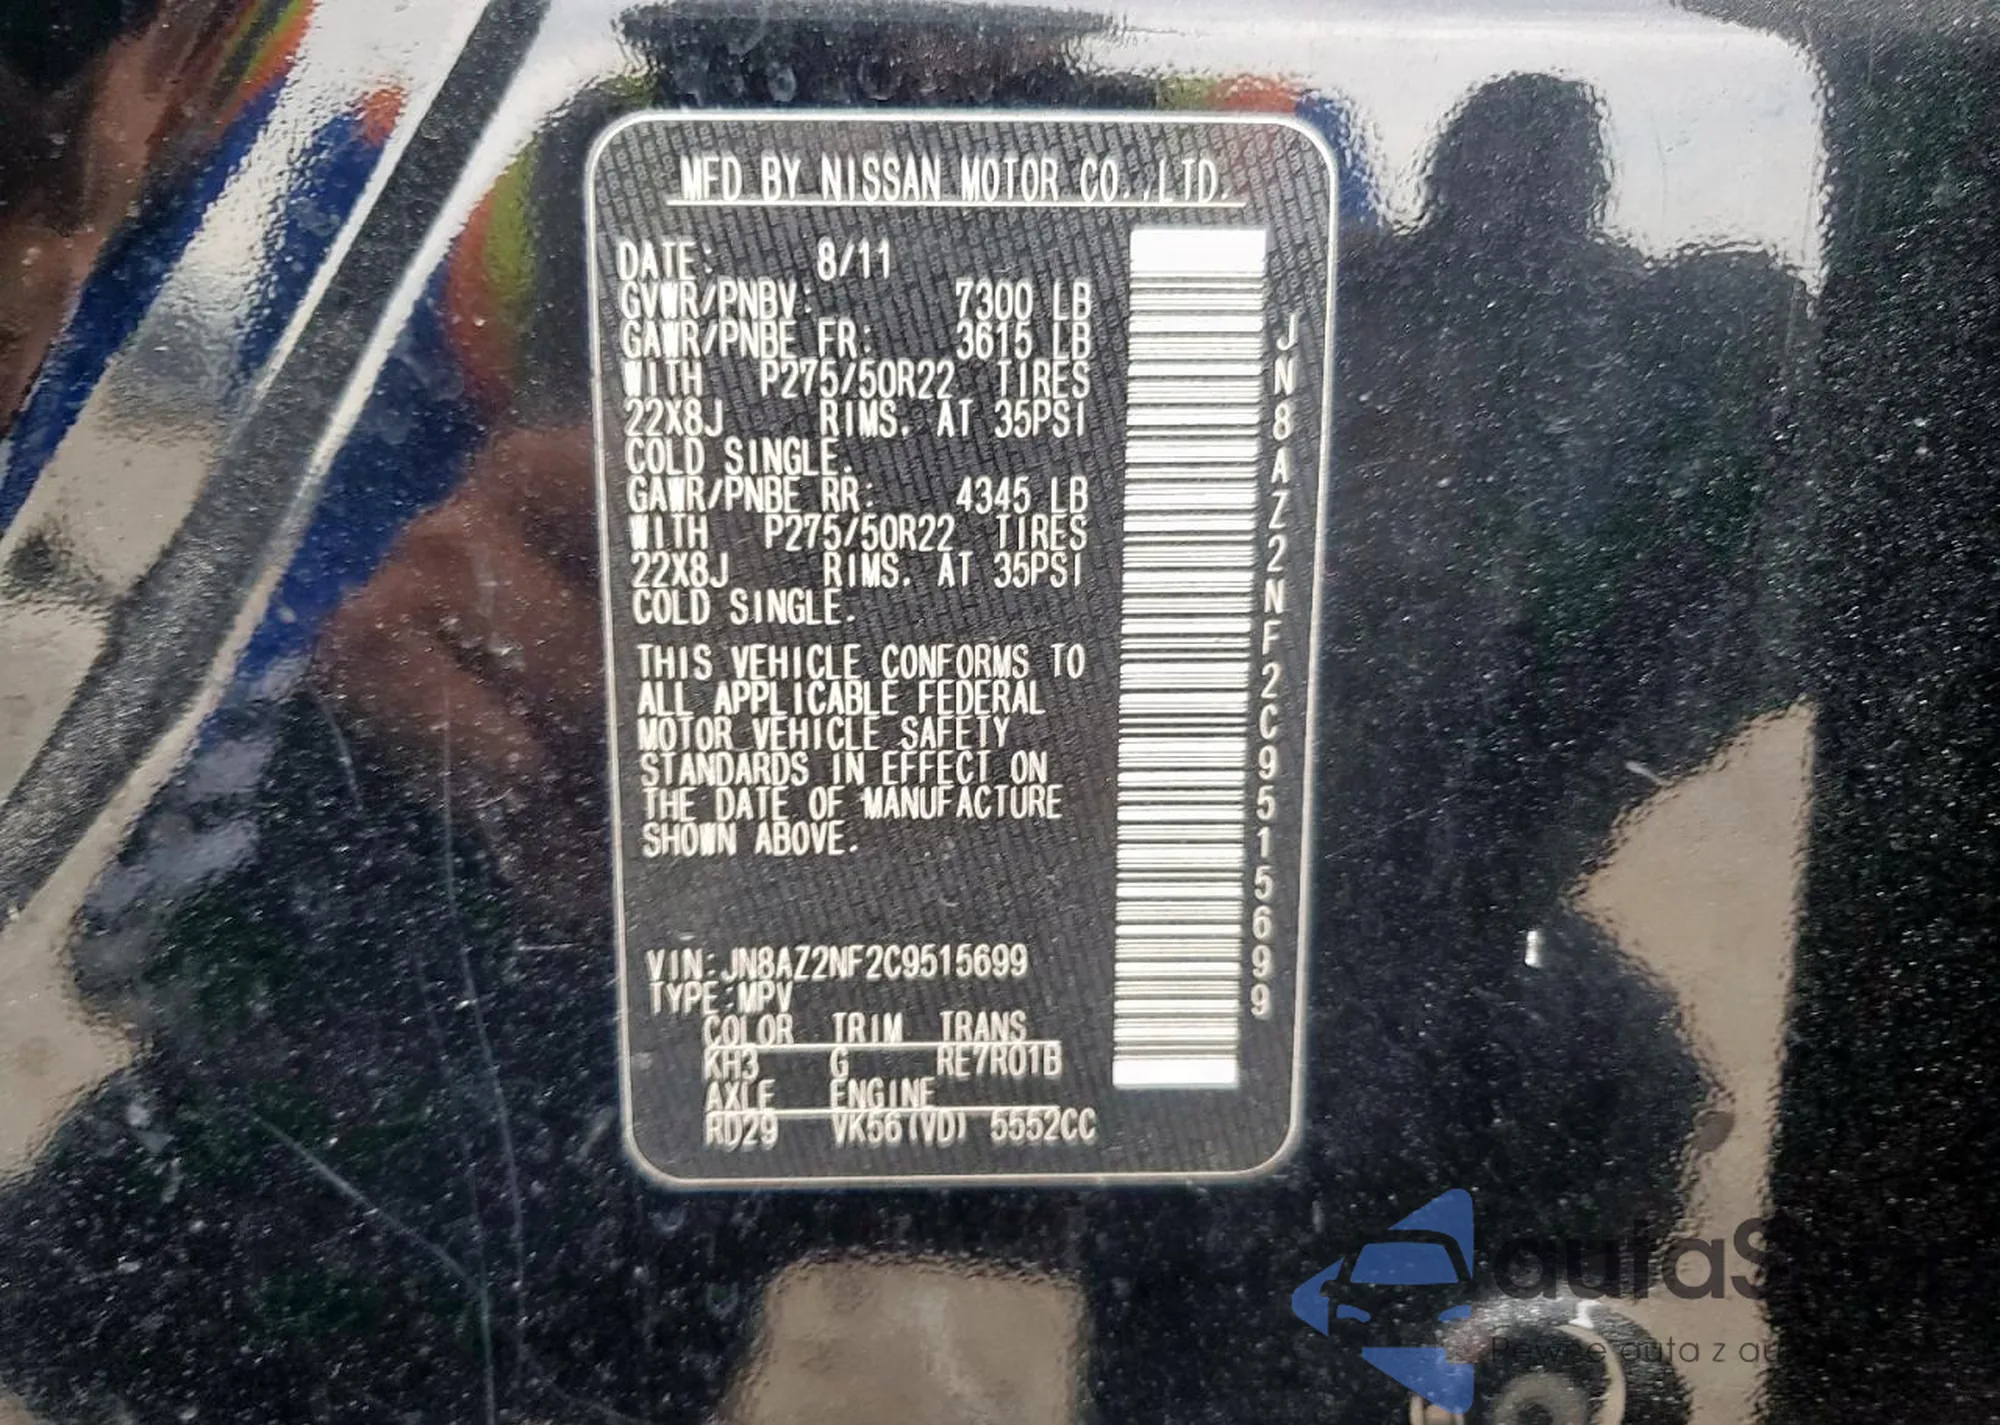 MFD BY NISSAN MOTOR CO.,LTD.
DATE: 8/11
GVWR/PNBV: 7300 LB
GAWR/PNBE FR: 3615 LB
WITH P275/50R22 TIRES
22X8J RIMS. AT 35PSI
COLD SINGLE.
GAWR/PNBE RR: 4345 LB
WITH P275/50R22 TIRES
22X8J RIMS. AT 35PSI
COLD SINGLE.
THIS VEHICLE CONFORMS TO
ALL APPLICABLE FEDERAL
MOTOR VEHICLE SAFETY
STANDARDS IN EFFECT ON
THE DATE OF MANUFACTURE
SHOWN ABOVE.
VIN:JN8AZ2NF2C9515699
TYPE:MPV
COLOR TRIM TRANS
KH3 G RE7R01B
AXLE ENGINE
RD29 VK56(VD) 5552CC
JN8AZ2NF2C9515699
auta z